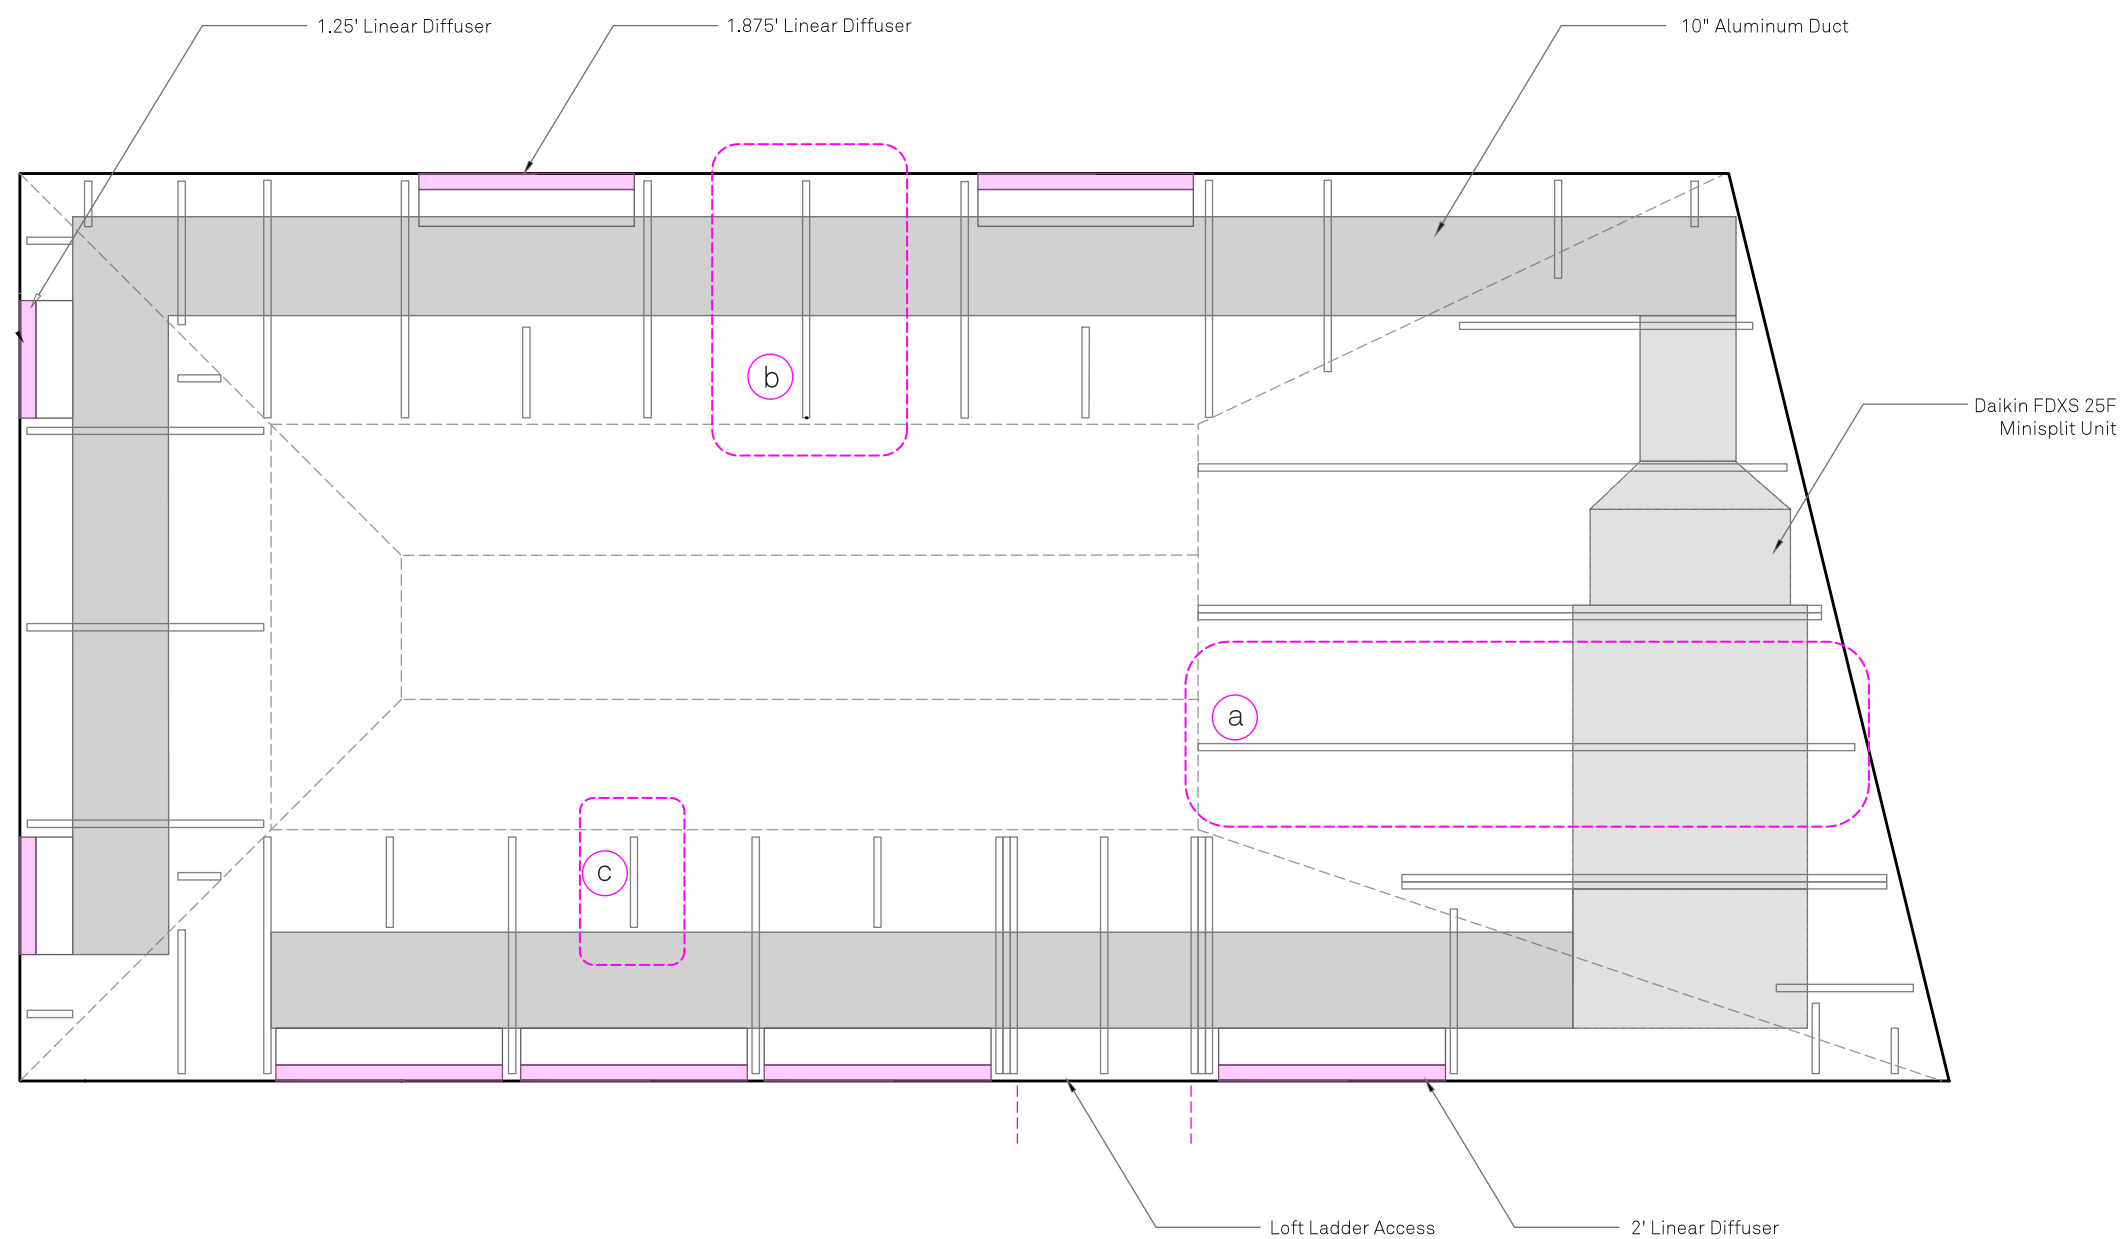 1.25' Linear Diffuser
1.875' Linear Diffuser
10" Aluminum Duct
b
Daikin FDXS 25F
Minisplit Unit
a
c
Loft Ladder Access
2' Linear Diffuser